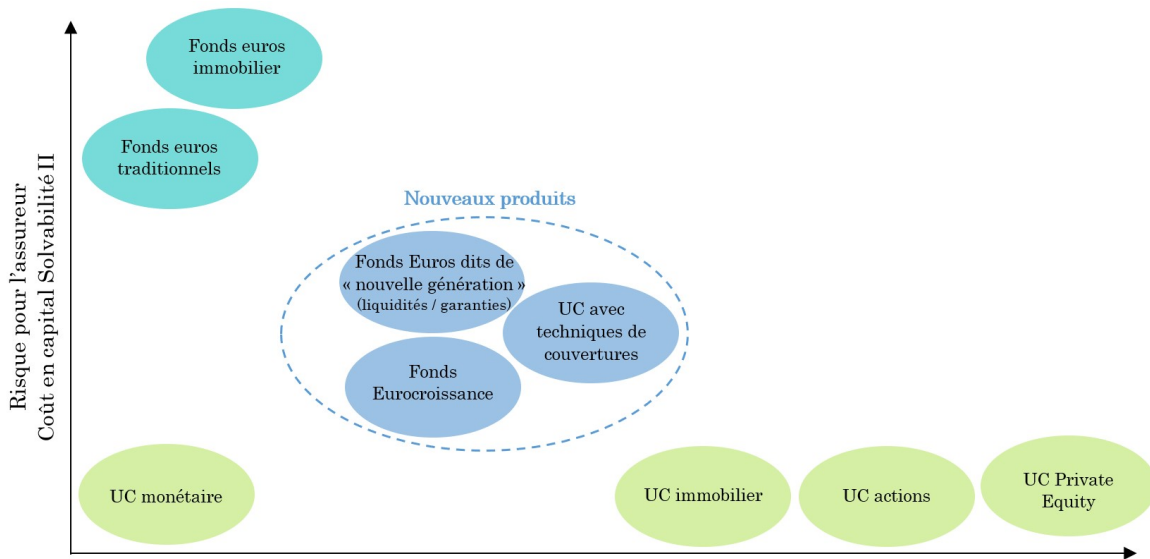 Fonds euros
immobilier
Fonds euros
traditionnels
Risque pour l'assureur
Coût en capital Solvabilité II
Nouveaux produits
Fonds Euros dits de
« nouvelle génération »
(liquidités / garanties)
UC avec
techniques de
couvertures
Fonds
Eurocroissance
UC monétaire
UC immobilier
UC actions
UC Private
Equity